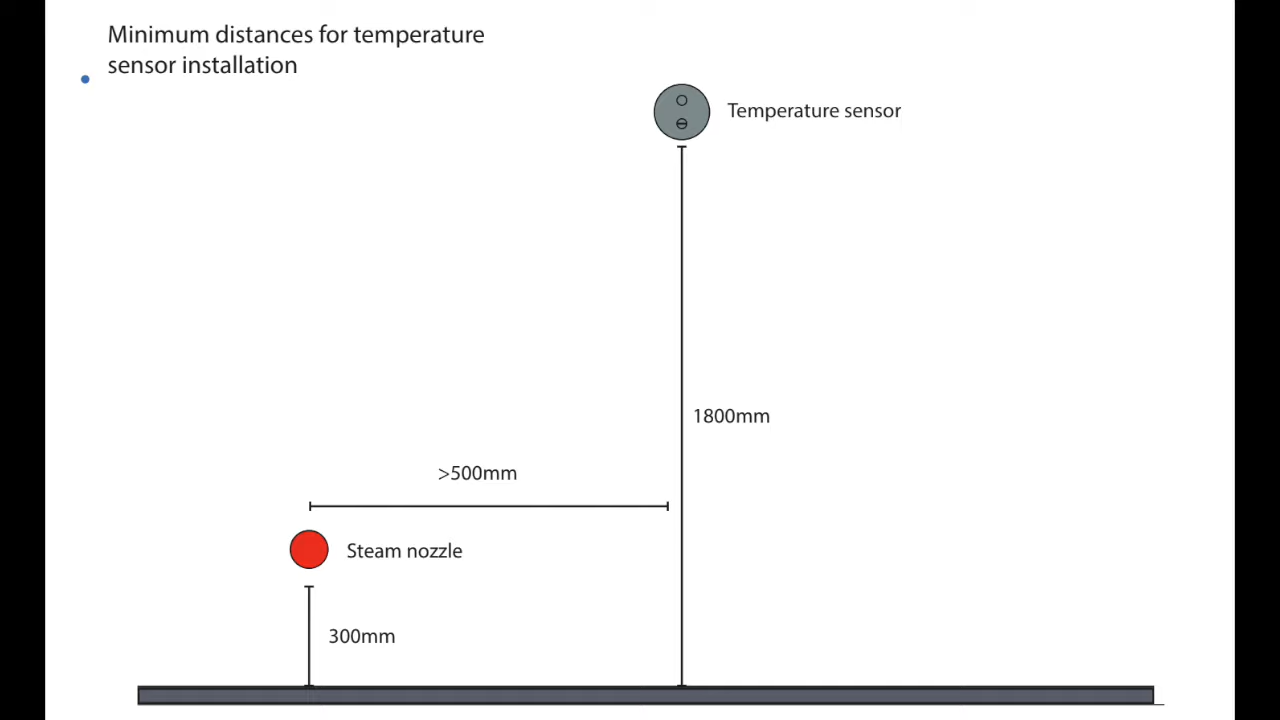 Minimum distances for temperature
sensor installation
Temperature sensor
1800mm
>500mm
Steam nozzle
300mm